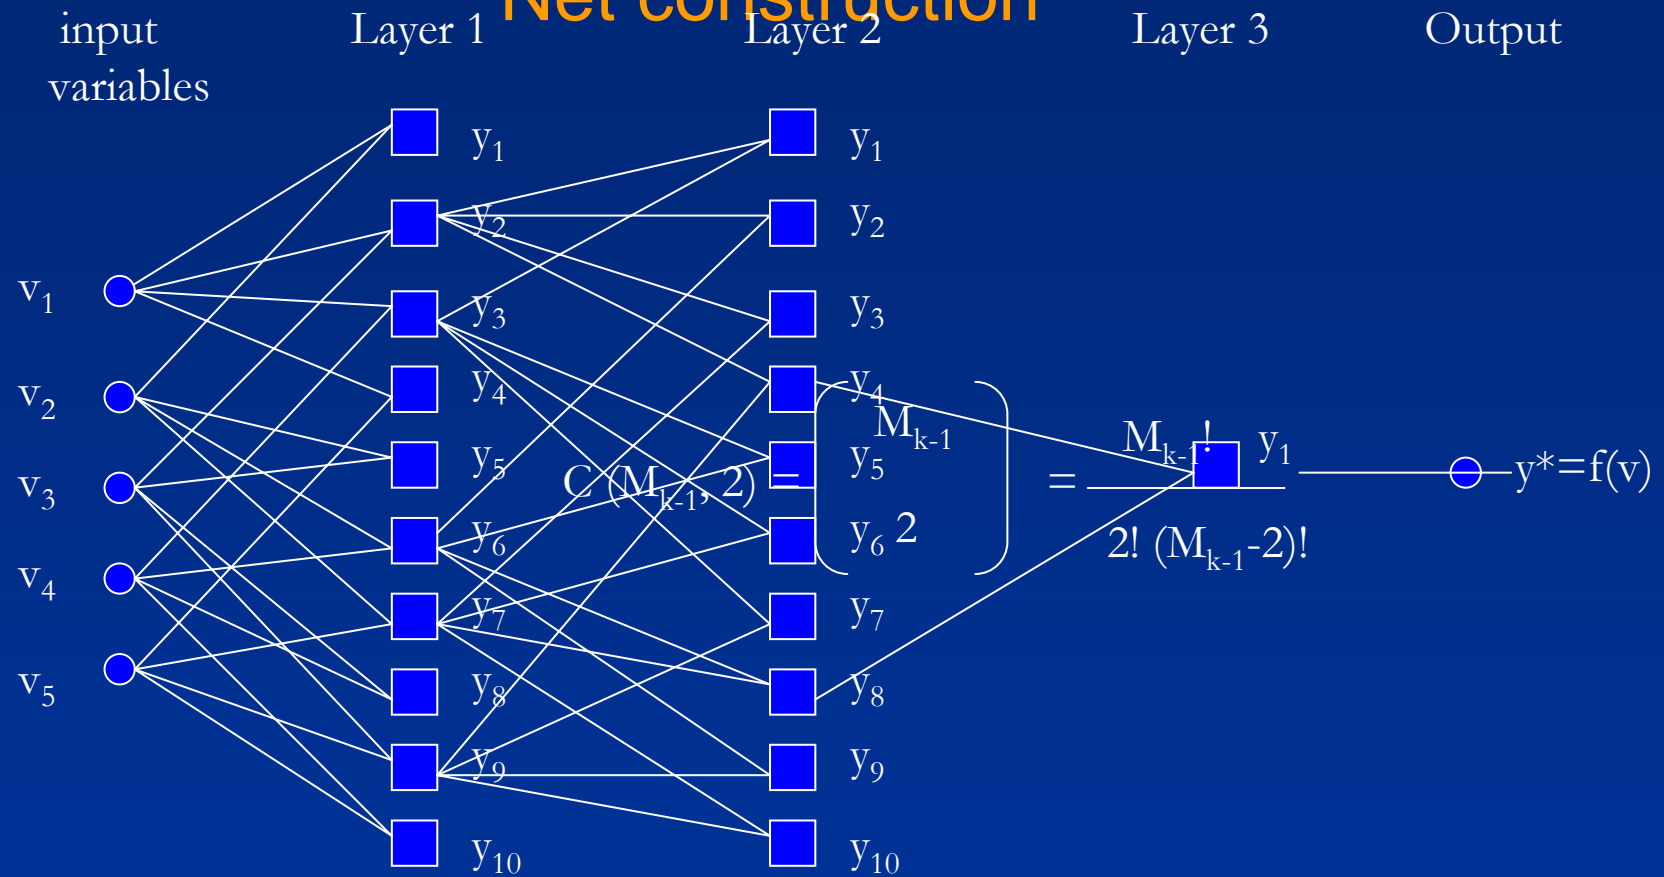 Net construction
input variables
Layer 1
Layer 2
Layer 3
Output
v₁
v₂
v₃
v₄
v₅
y₁
y₂
y₃
y₄
y₅
y₆
y₇
y₈
y₉
y₁₀
y₁
y₂
y₃
y₄
y₅
y₆
y₇
y₈
y₉
y₁₀
C (Mₖ₋₁, 2) =
Mₖ₋₁
2
=
Mₖ₋₁!
2! (Mₖ₋₁-2)!
y₁
y*=f(v)